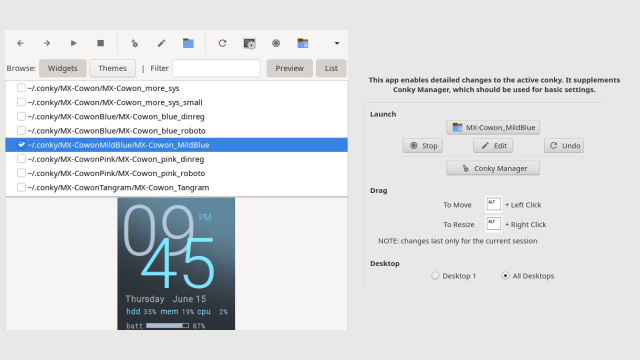 Browse: Widgets Themes | Filter Preview List
~/.conky/MX-Cowon/MX-Cowon_more_sys
~/.conky/MX-Cowon/MX-Cowon_more_sys_small
~/.conky/MX-CowonBlue/MX-Cowon_blue_dinreg
~/.conky/MX-CowonBlue/MX-Cowon_blue_roboto
~/.conky/MX-CowonMildBlue/MX-Cowon_MildBlue
~/.conky/MX-CowonPink/MX-Cowon_pink_dinreg
~/.conky/MX-CowonPink/MX-Cowon_pink_roboto
~/.conky/MX-CowonTangram/MX-Cowon_Tangram
09 PM
45
Thursday June 15
hdd 35% mem 19% cpu 2%
batt 87%
This app enables detailed changes to the active conky. It supplements
Conky Manager, which should be used for basic settings.
Launch
MX-Cowon_MildBlue
Stop Edit Undo
Conky Manager
Drag
To Move ALT + Left Click
To Resize ALT + Right Click
NOTE: changes last only for the current session
Desktop
Desktop 1 All Desktops